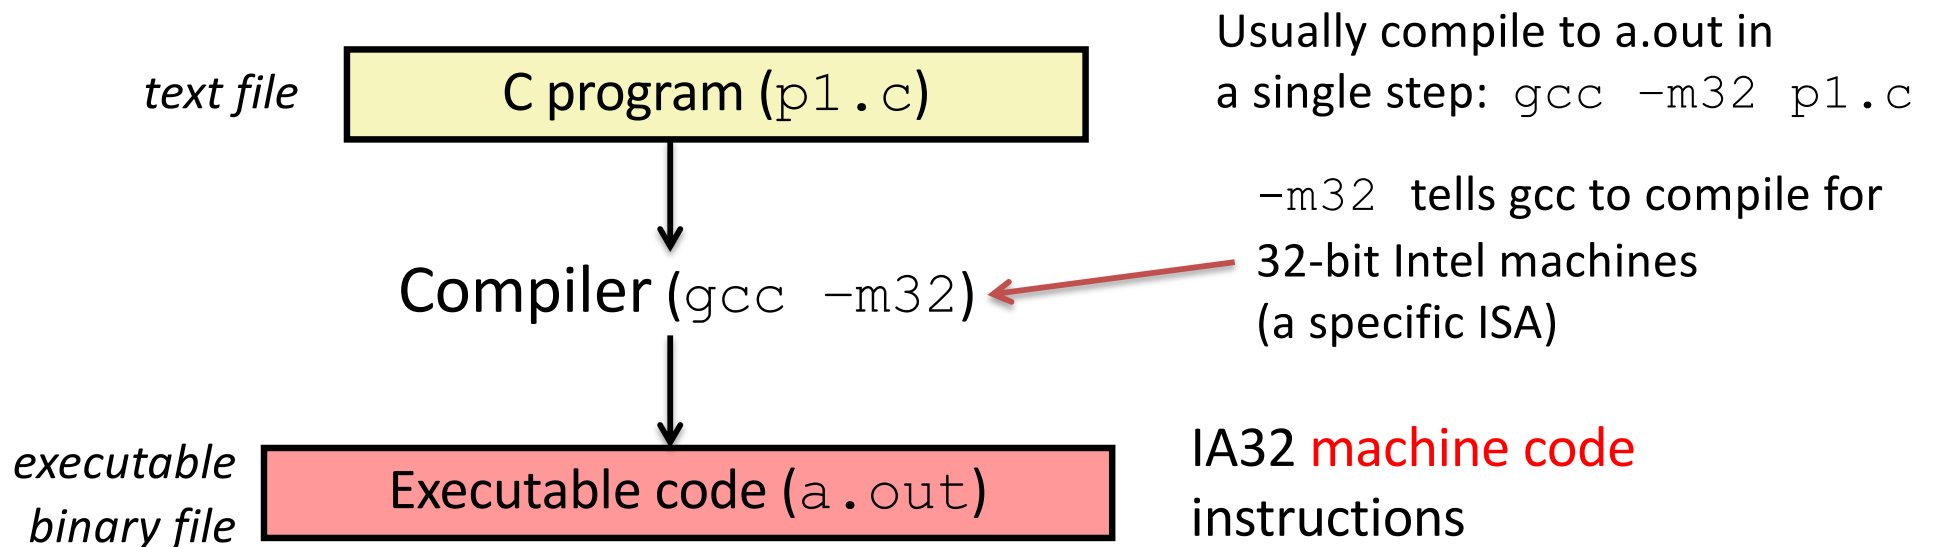 Usually compile to a.out in
text file
C program (p1.c)
a single step: gcc –m32 p1.c
-m32 tells gcc to compile for
Compiler (gcc –m32)
32-bit Intel machines
(a specific ISA)
executable
binary file
Executable code (a.out)
IA32 machine code
instructions